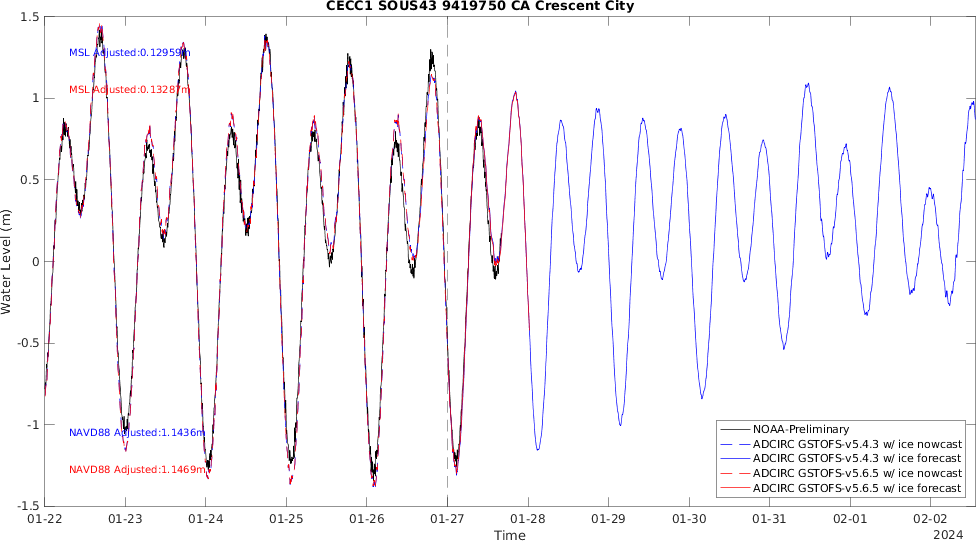 CECC1 SOUS43 9419750 CA Crescent City
1.5
1
0.5
0
-0.5
-1
-1.5
Water Level (m)
MSL Adjusted:0.12959m
MSL Adjusted:0.13287m
NAVD88 Adjusted:1.1436m
NAVD88 Adjusted:1.1469m
NOAA-Preliminary
ADCIRC GSTOFS-v5.4.3 w/ ice nowcast
ADCIRC GSTOFS-v5.4.3 w/ ice forecast
ADCIRC GSTOFS-v5.6.5 w/ ice nowcast
ADCIRC GSTOFS-v5.6.5 w/ ice forecast
01-22 01-23 01-24 01-25 01-26 01-27 01-28 01-29 01-30 01-31 02-01 02-02
Time
2024